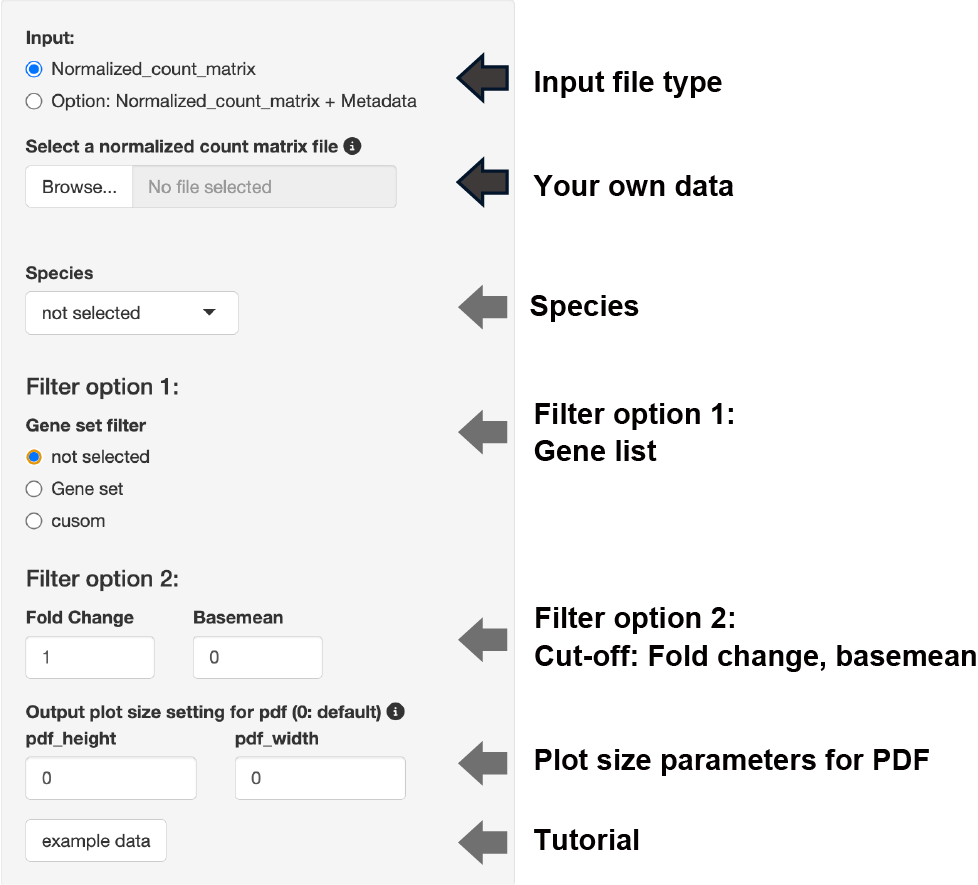 Input:
Normalized_count_matrix
Option: Normalized_count_matrix + Metadata
Input file type
Select a normalized count matrix file
Browse... No file selected
Your own data
Species
not selected
Species
Filter option 1:
Gene set filter
not selected
Gene set
cusom
Filter option 1:
Gene list
Filter option 2:
Fold Change Basemean
1 0
Filter option 2:
Cut-off: Fold change, basemean
Output plot size setting for pdf (0: default)
pdf_height pdf_width
0 0
Plot size parameters for PDF
example data
Tutorial